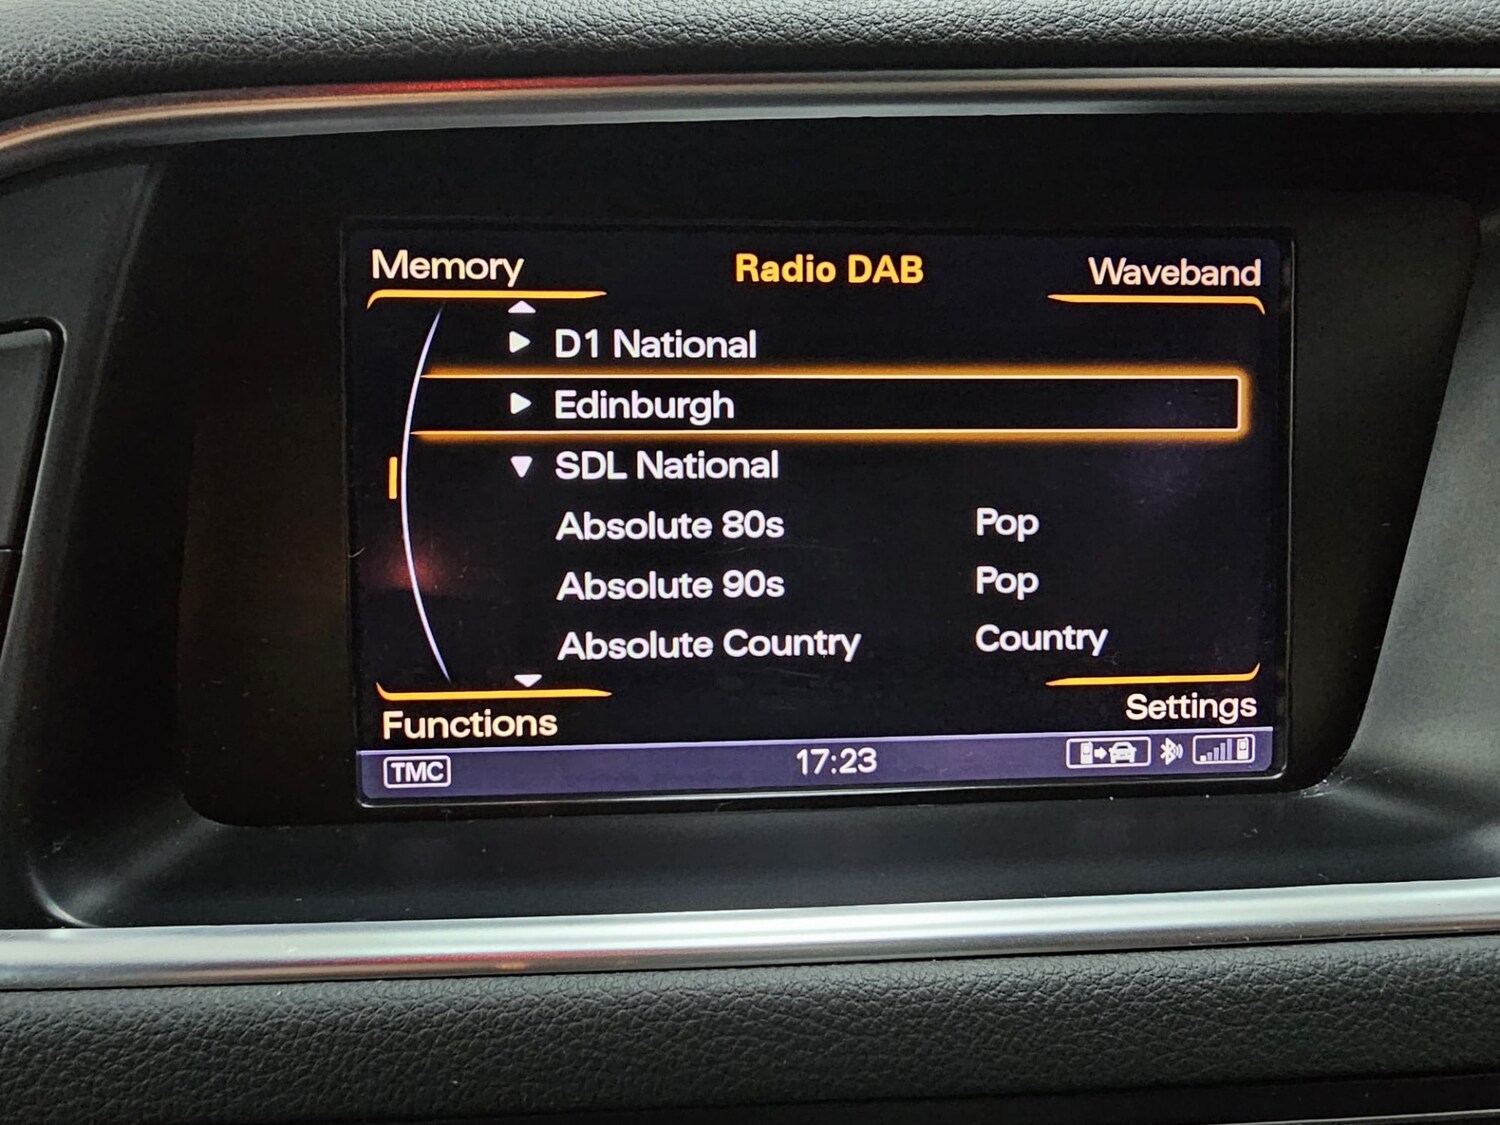 Memory Radio DAB Waveband
D1 National
Edinburgh
SDL National
Absolute 80s Pop
Absolute 90s Pop
Absolute Country Country
Functions Settings
TMC 17:23